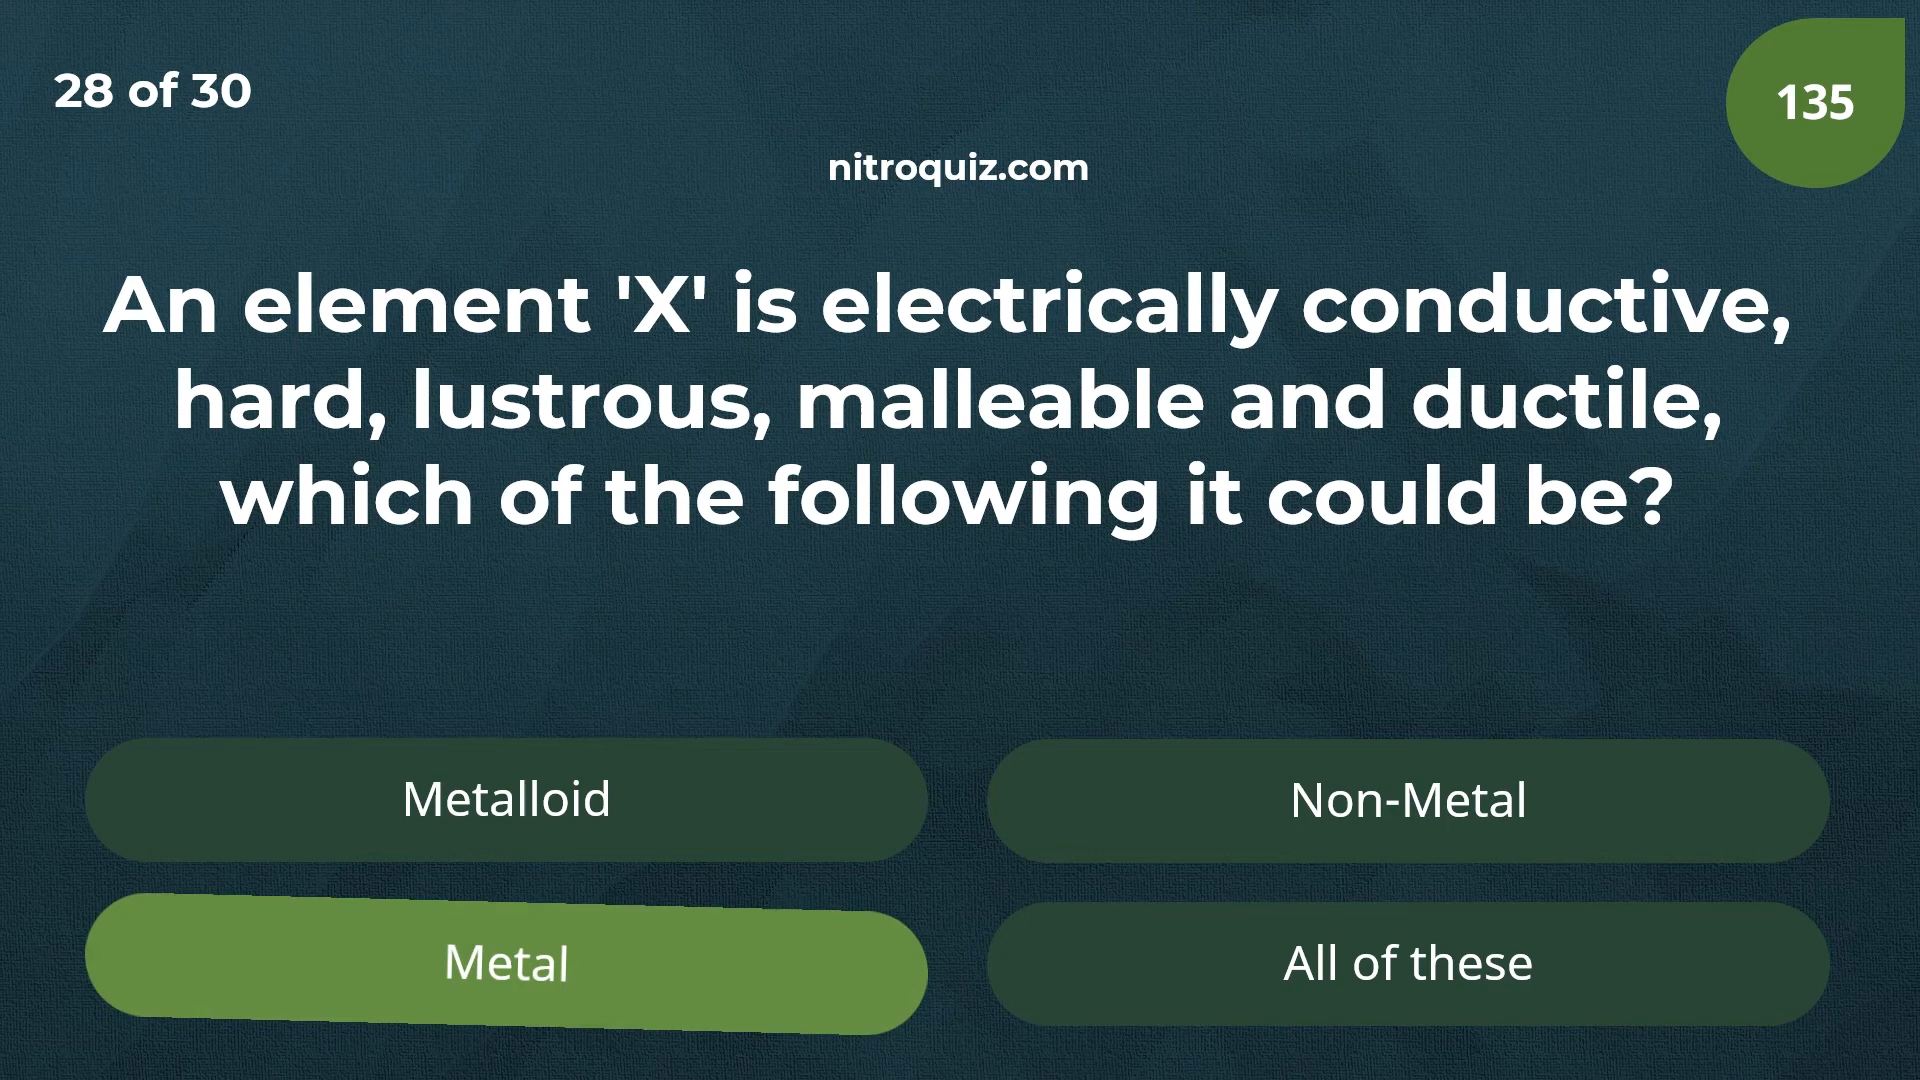 28 of 30
135
nitroquiz.com
An element 'X' is electrically conductive,
hard, lustrous, malleable and ductile,
which of the following it could be?
Metalloid
Non-Metal
Metal
All of these